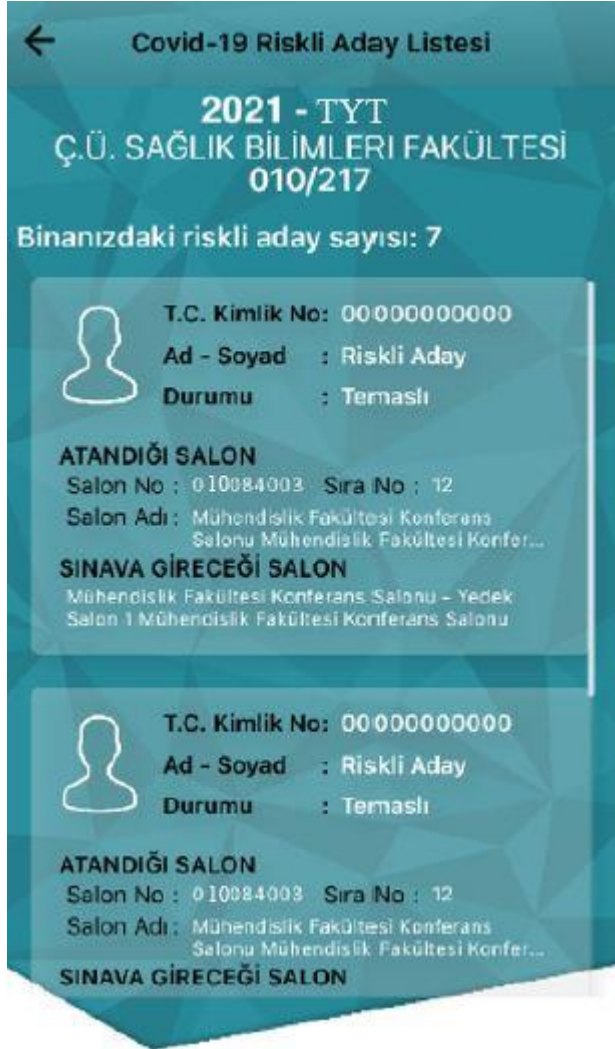 Covid-19 Riskli Aday Listesi
2021 - TYT
Ç.Ü. SAĞLIK BİLİMLERİ FAKÜLTESİ
010/217
Binanızdaki riskli aday sayısı: 7
T.C. Kimlik No: 00000000000
Ad - Soyad : Riskli Aday
Durumu : Temaslı
ATANDIĞI SALON
Salon No : 010084003 Sıra No : 12
Salon Adı : Mühendislik Fakültesi Konferans
Salonu Mühendislik Fakültesi Konfer...
SINAVA GİRECEĞİ SALON
Mühendislik Fakültesi Konferans Salonu - Yedek
Salon 1 Mühendislik Fakültesi Konferans Salonu
T.C. Kimlik No: 00000000000
Ad - Soyad : Riskli Aday
Durumu : Temaslı
ATANDIĞI SALON
Salon No : 010084003 Sıra No : 12
Salon Adı : Mühendislik Fakültesi Konferans
Salonu Mühendislik Fakültesi Konfer...
SINAVA GİRECEĞİ SALON